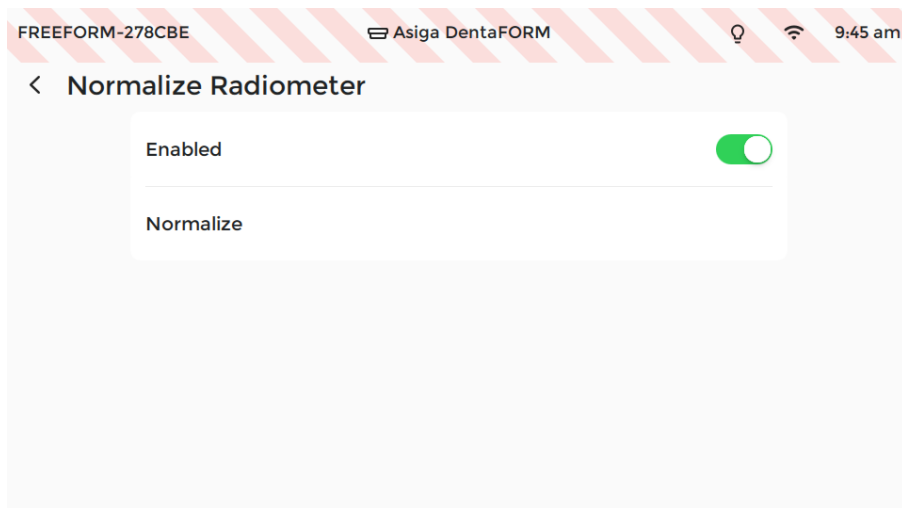 FREEFORM-278CBE Asiga DentaFORM 9:45 am
Normalize Radiometer
Enabled
Normalize